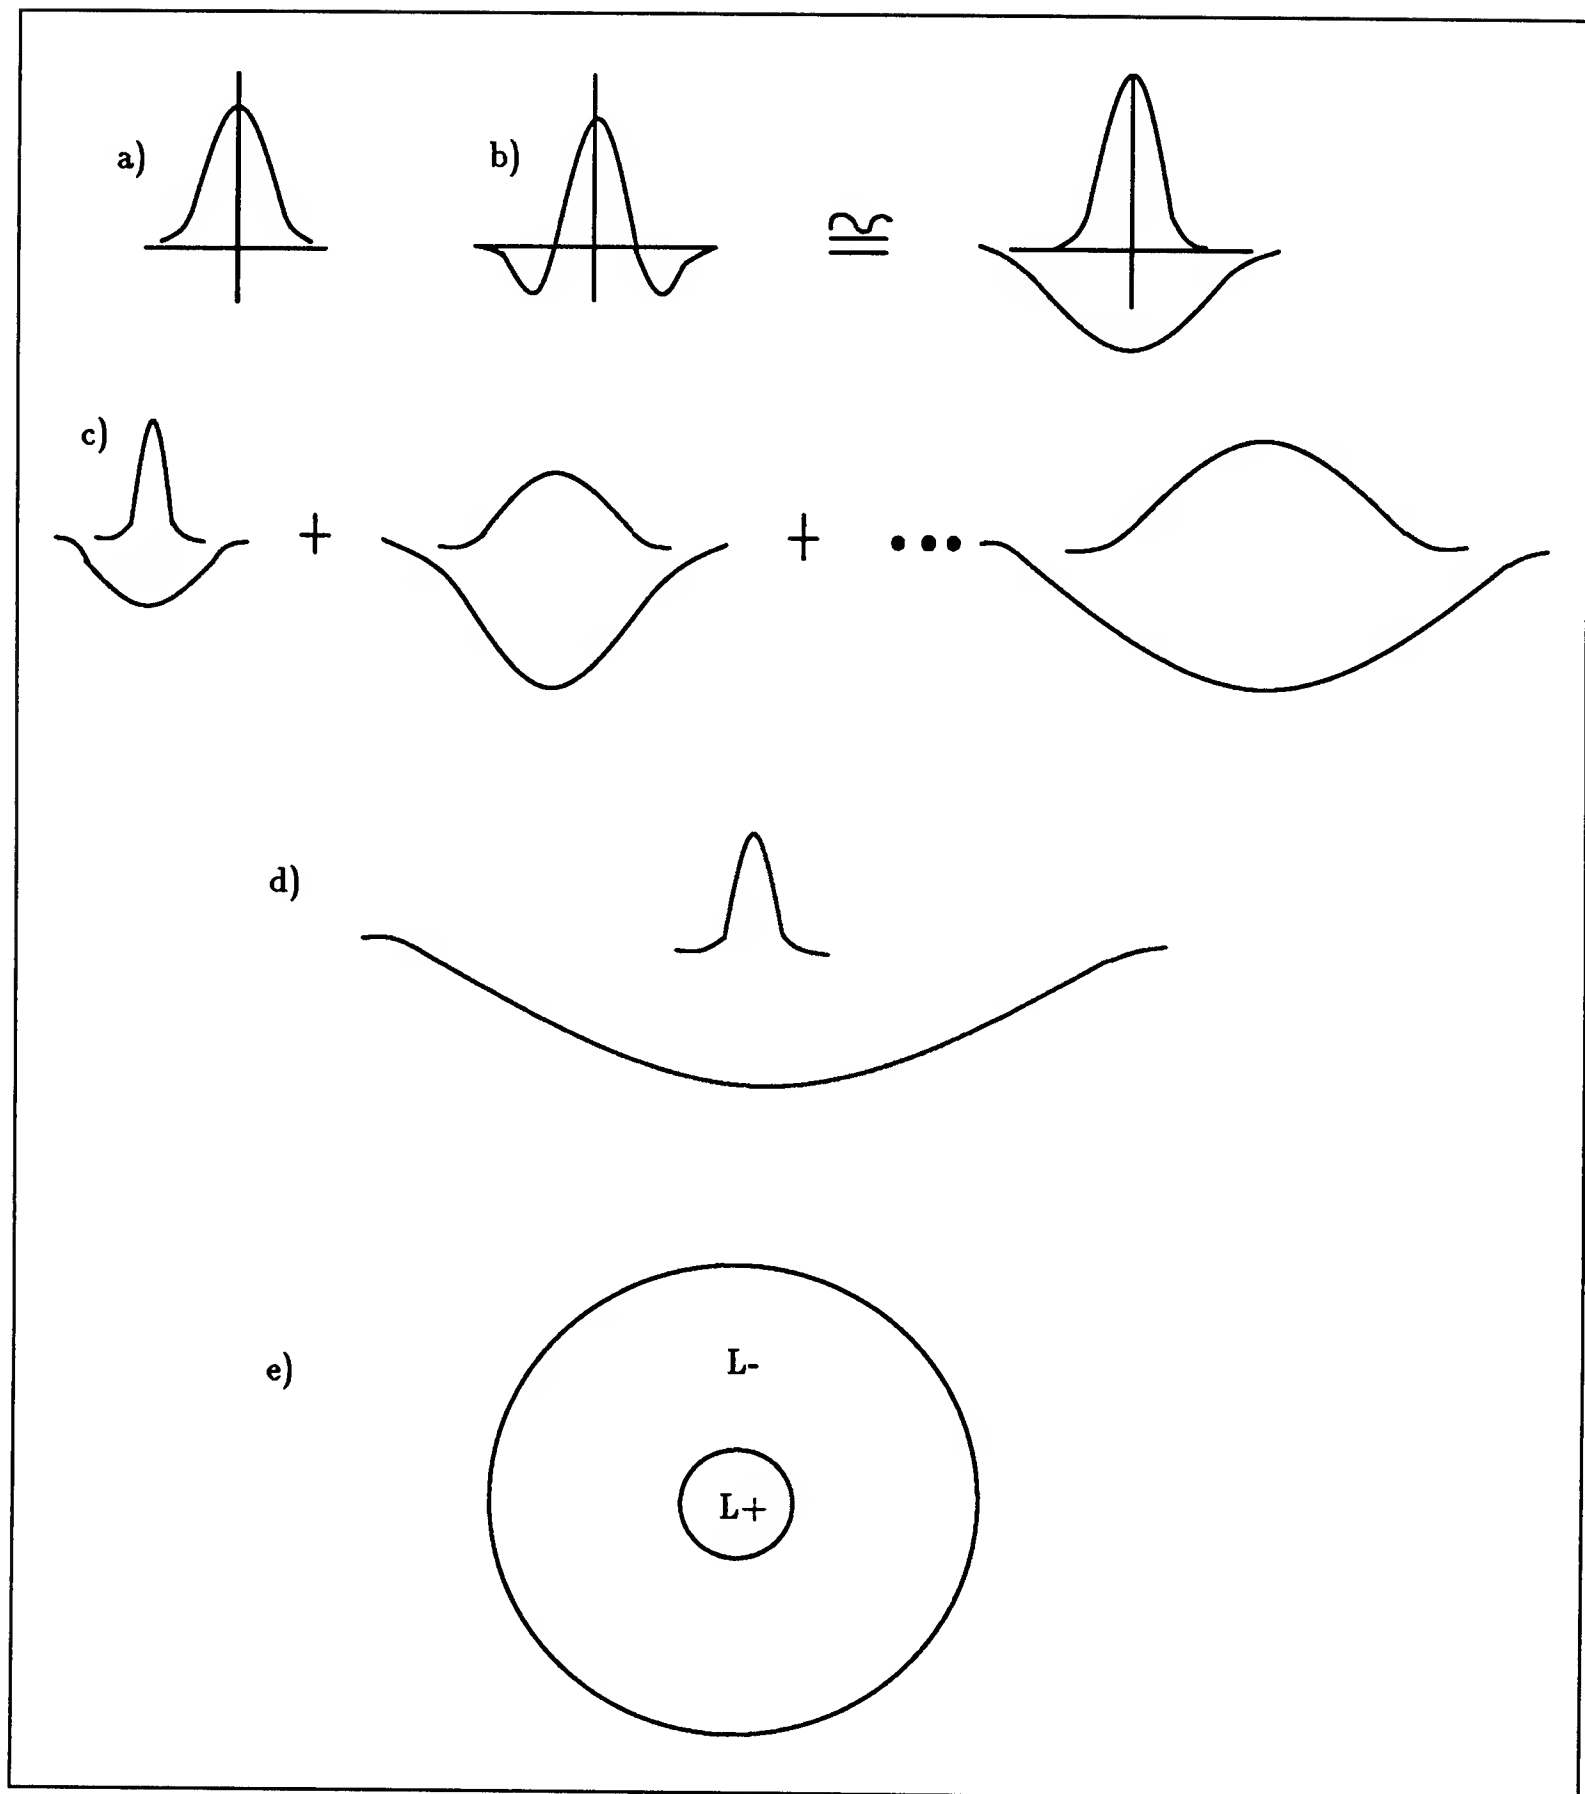 a) b) ≅
c) + + •••
d)
e)
L-
L+